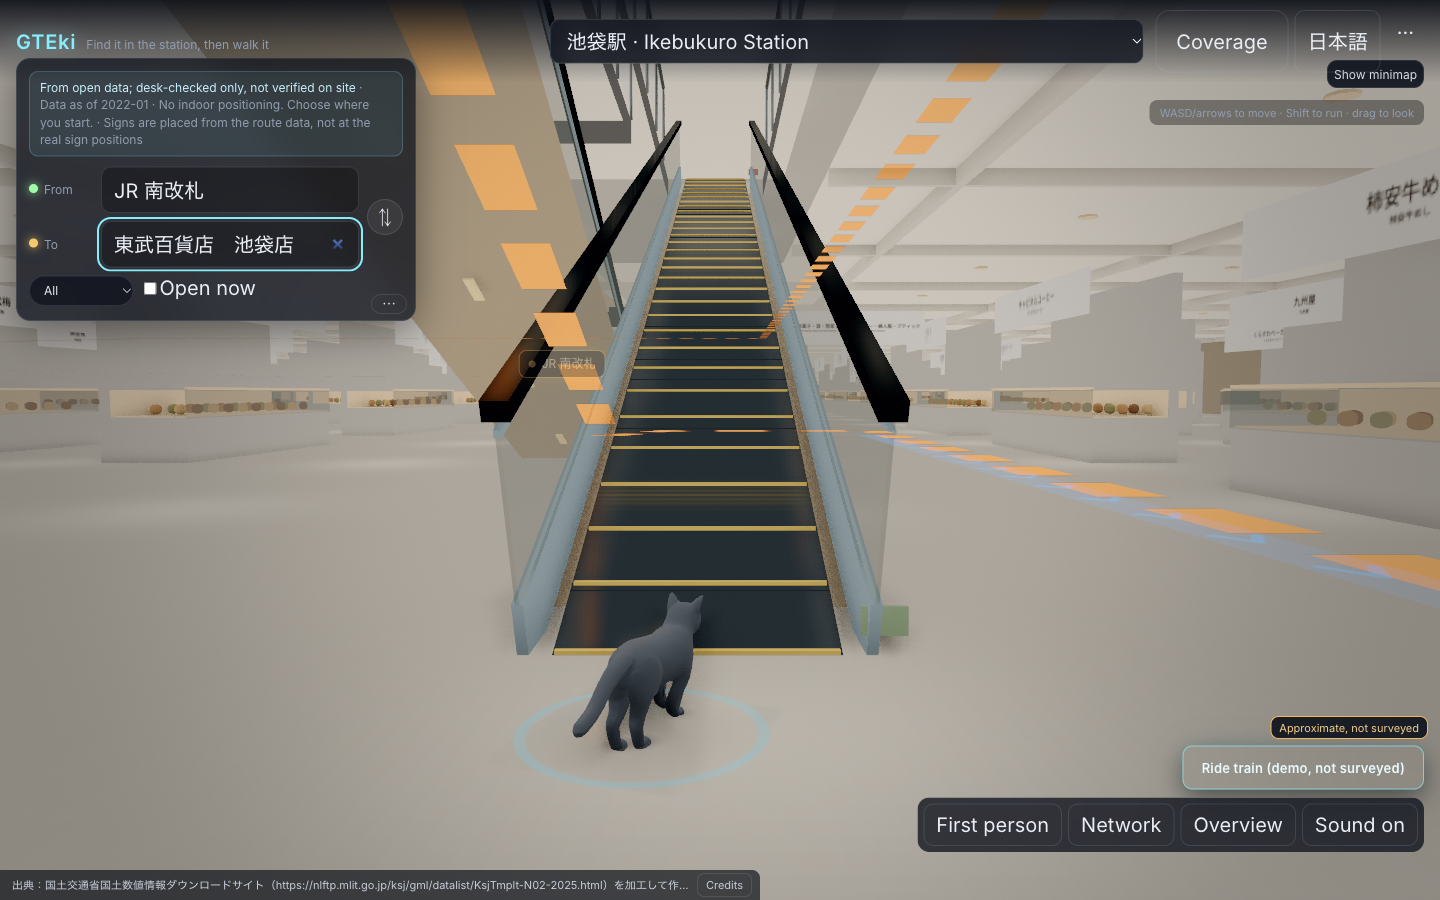 GTEki
Find it in the station, then walk it
池袋駅 · Ikebukuro Station
Coverage
日本語
...
Show minimap
WASD/arrows to move · Shift to run · drag to look
From open data; desk-checked only, not verified on site ·
Data as of 2022-01 · No indoor positioning. Choose where
you start. · Signs are placed from the route data, not at the
real sign positions
From
JR 南改札
To
東武百貨店 池袋店
All
Open now
...
JR 南改札
柿安牛め
九州屋
Approximate, not surveyed
Ride train (demo, not surveyed)
First person
Network
Overview
Sound on
出典：国土交通省国土数値情報ダウンロードサイト（https://nlftp.mlit.go.jp/ksj/gml/datalist/KsjTmplt-N02-2025.html）を加工して作...
Credits